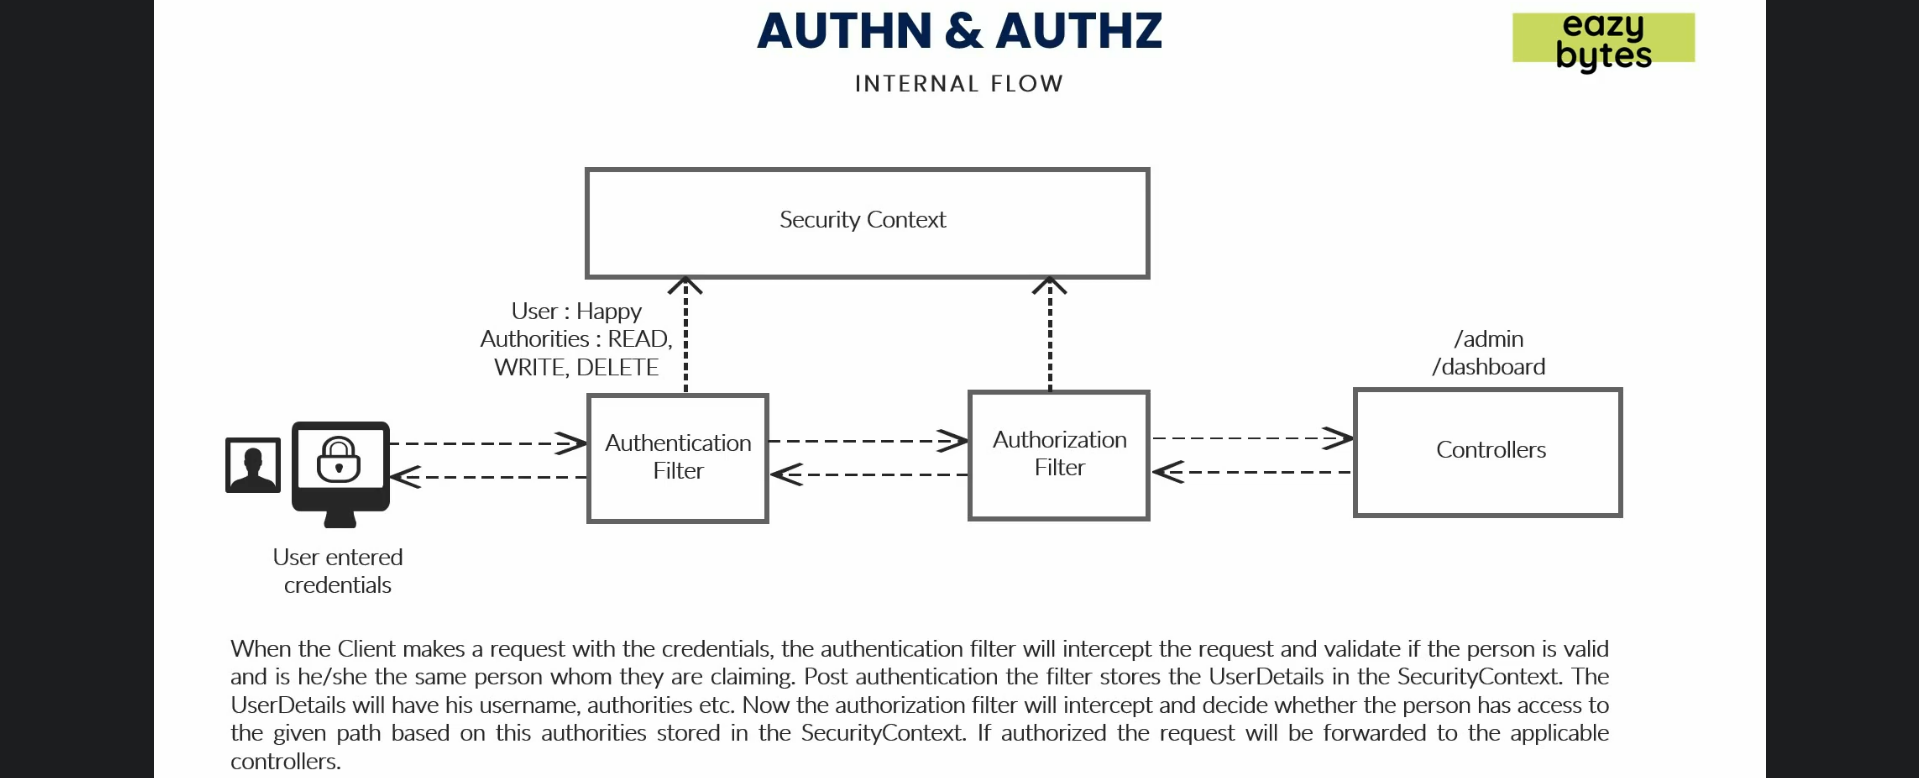 AUTHN & AUTHZ
eazy
bytes
INTERNAL FLOW
Security Context
User : Happy
Authorities : READ,
WRITE, DELETE
/admin
/dashboard
Authentication
Filter
Authorization
Filter
Controllers
User entered
credentials
When the Client makes a request with the credentials, the authentication filter will intercept the request and validate if the person is valid
and is he/she the same person whom they are claiming. Post authentication the filter stores the UserDetails in the SecurityContext. The
UserDetails will have his username, authorities etc. Now the authorization filter will intercept and decide whether the person has access to
the given path based on this authorities stored in the SecurityContext. If authorized the request will be forwarded to the applicable
controllers.